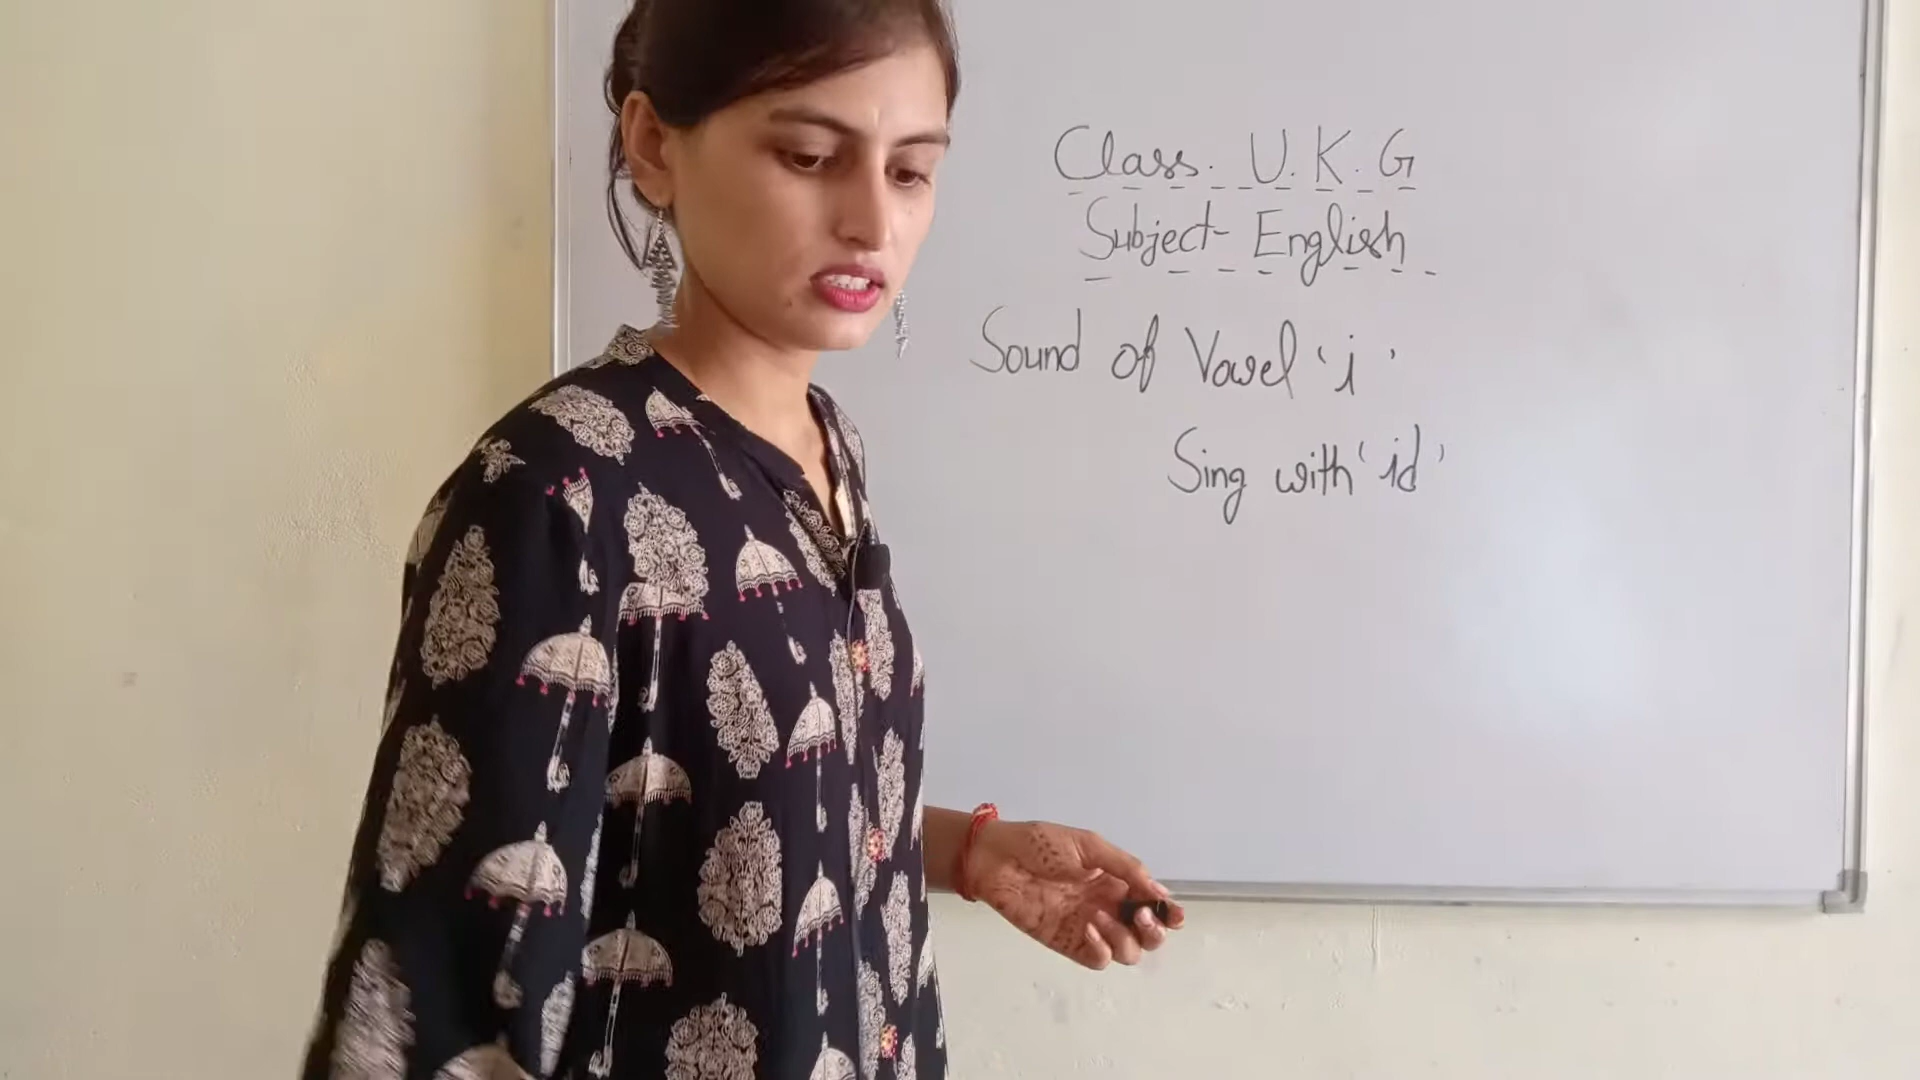 Class. U.K.G
Subject- English
Sound of Vowel 'i'
Sing with 'id'